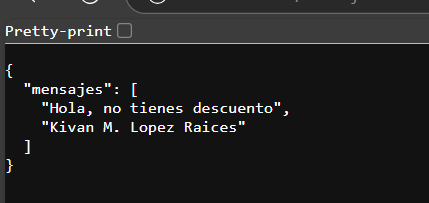 Pretty-print
{
"mensajes": [
"Hola, no tienes descuento",
"Kivan M. Lopez Raices"
]
}